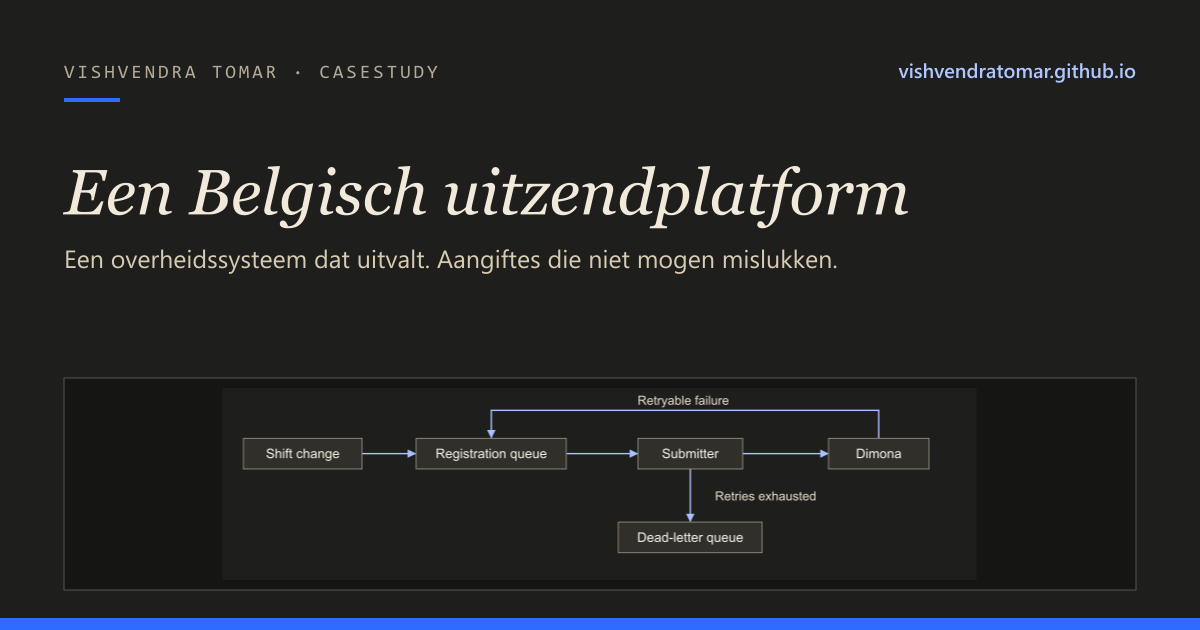 VISHVENDRA TOMAR · CASESTUDY
vishvendratomar.github.io
Een Belgisch uitzendplatform
Een overheidssysteem dat uitvalt. Aangiftes die niet mogen mislukken.
Retryable failure
Shift change
Registration queue
Submitter
Dimona
Retries exhausted
Dead-letter queue